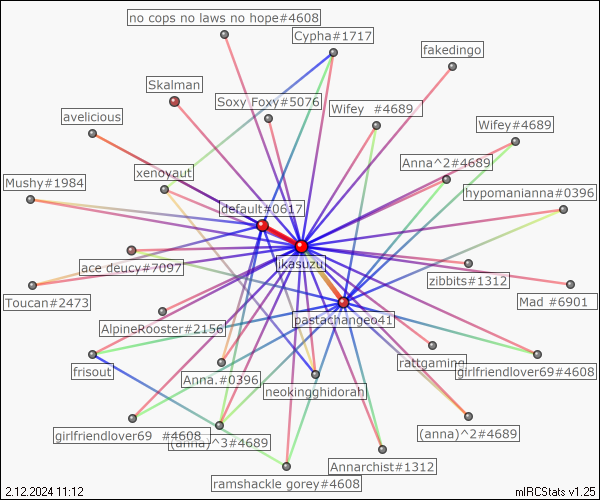 no cops no laws no hope#4608
Cypha#1717
fakedingo
Skalman
Soxy Foxy#5076
Wifey  #4689
avelicious
Wifey#4689
Anna^2#4689
xenoyaut
Mushy#1984
hypomanianna#0396
default#0617
ikasuzu
ace deucy#7097
zibbits#1312
Toucan#2473
Mad #6901
pastachangeo41
AlpineRooster#2156
rattgaming
frisout
Anna.#0396
girlfriendlover69#4608
neokingghidorah
girlfriendlover69  #4608
(anna)^3#4689
(anna)^2#4689
Annarchist#1312
ramshackle gorey#4608
2.12.2024 11:12
mIRCStats v1.25